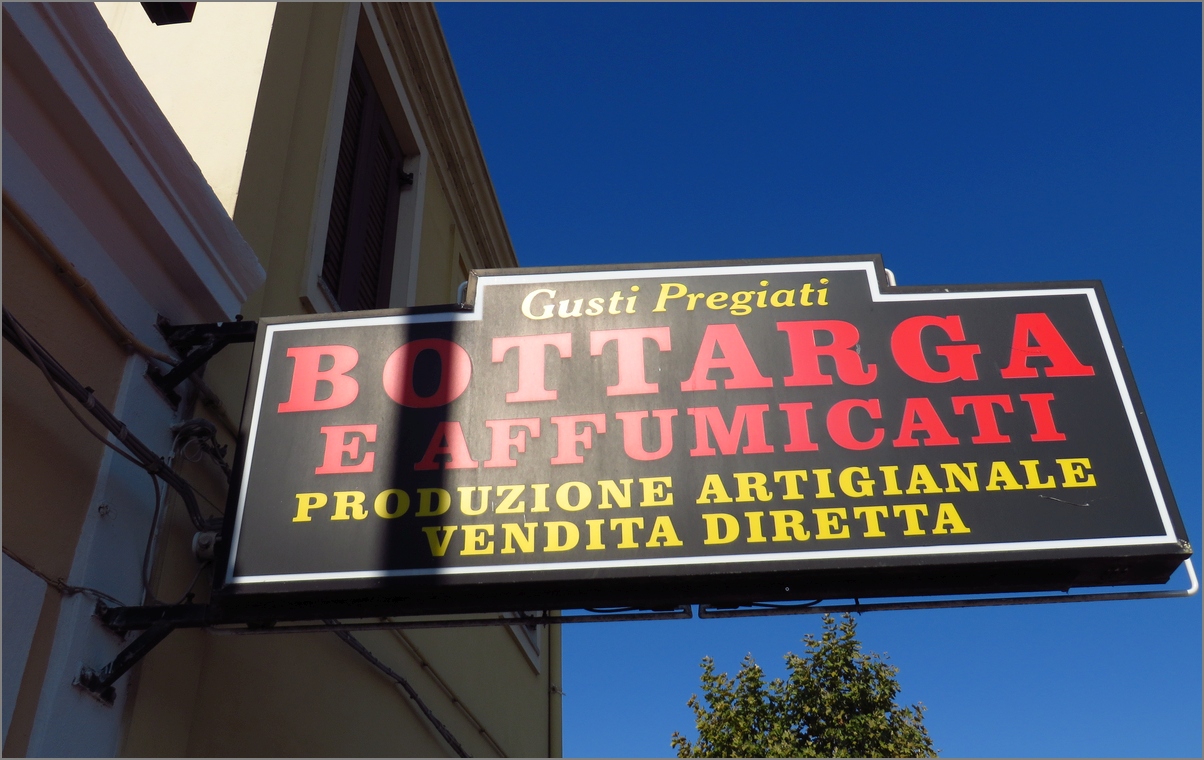 Gusti Pregiati
BOTTARGA
E AFFUMICATI
PRODUZIONE ARTIGIANALE
VENDITA DIRETTA